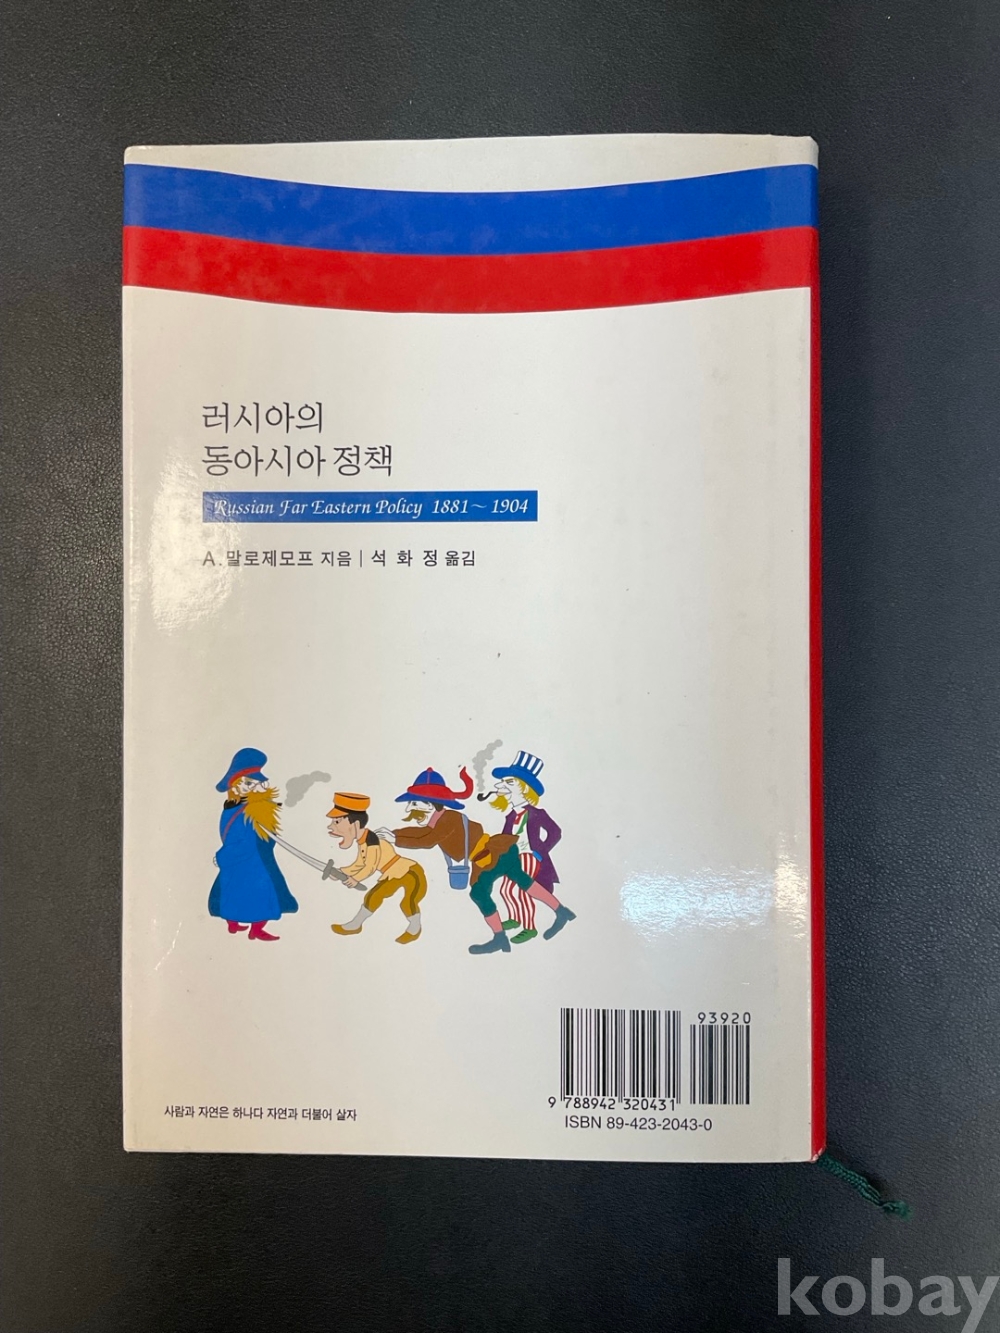 러시아의
동아시아 정책
Russian Far Eastern Policy 1881~1904
A.말로제모프 지음 | 석 화 정 옮김
93920
9 788942 320431
ISBN 89-423-2043-0
사람과 자연은 하나다 자연과 더불어 살자
kobay